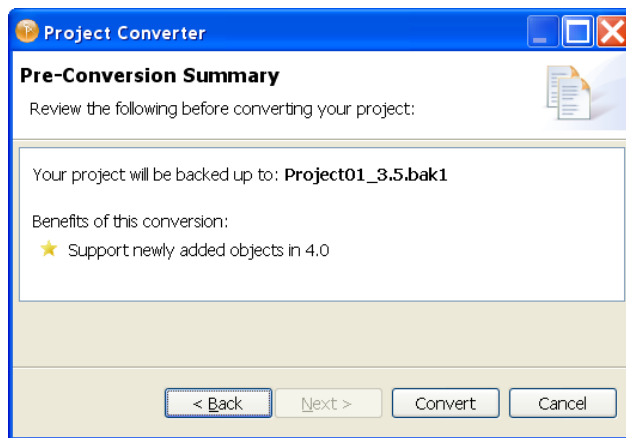 Project Converter
Pre-Conversion Summary
Review the following before converting your project:
Your project will be backed up to: Project01_3.5.bak1
Benefits of this conversion:
Support newly added objects in 4.0
< Back Next > Convert Cancel